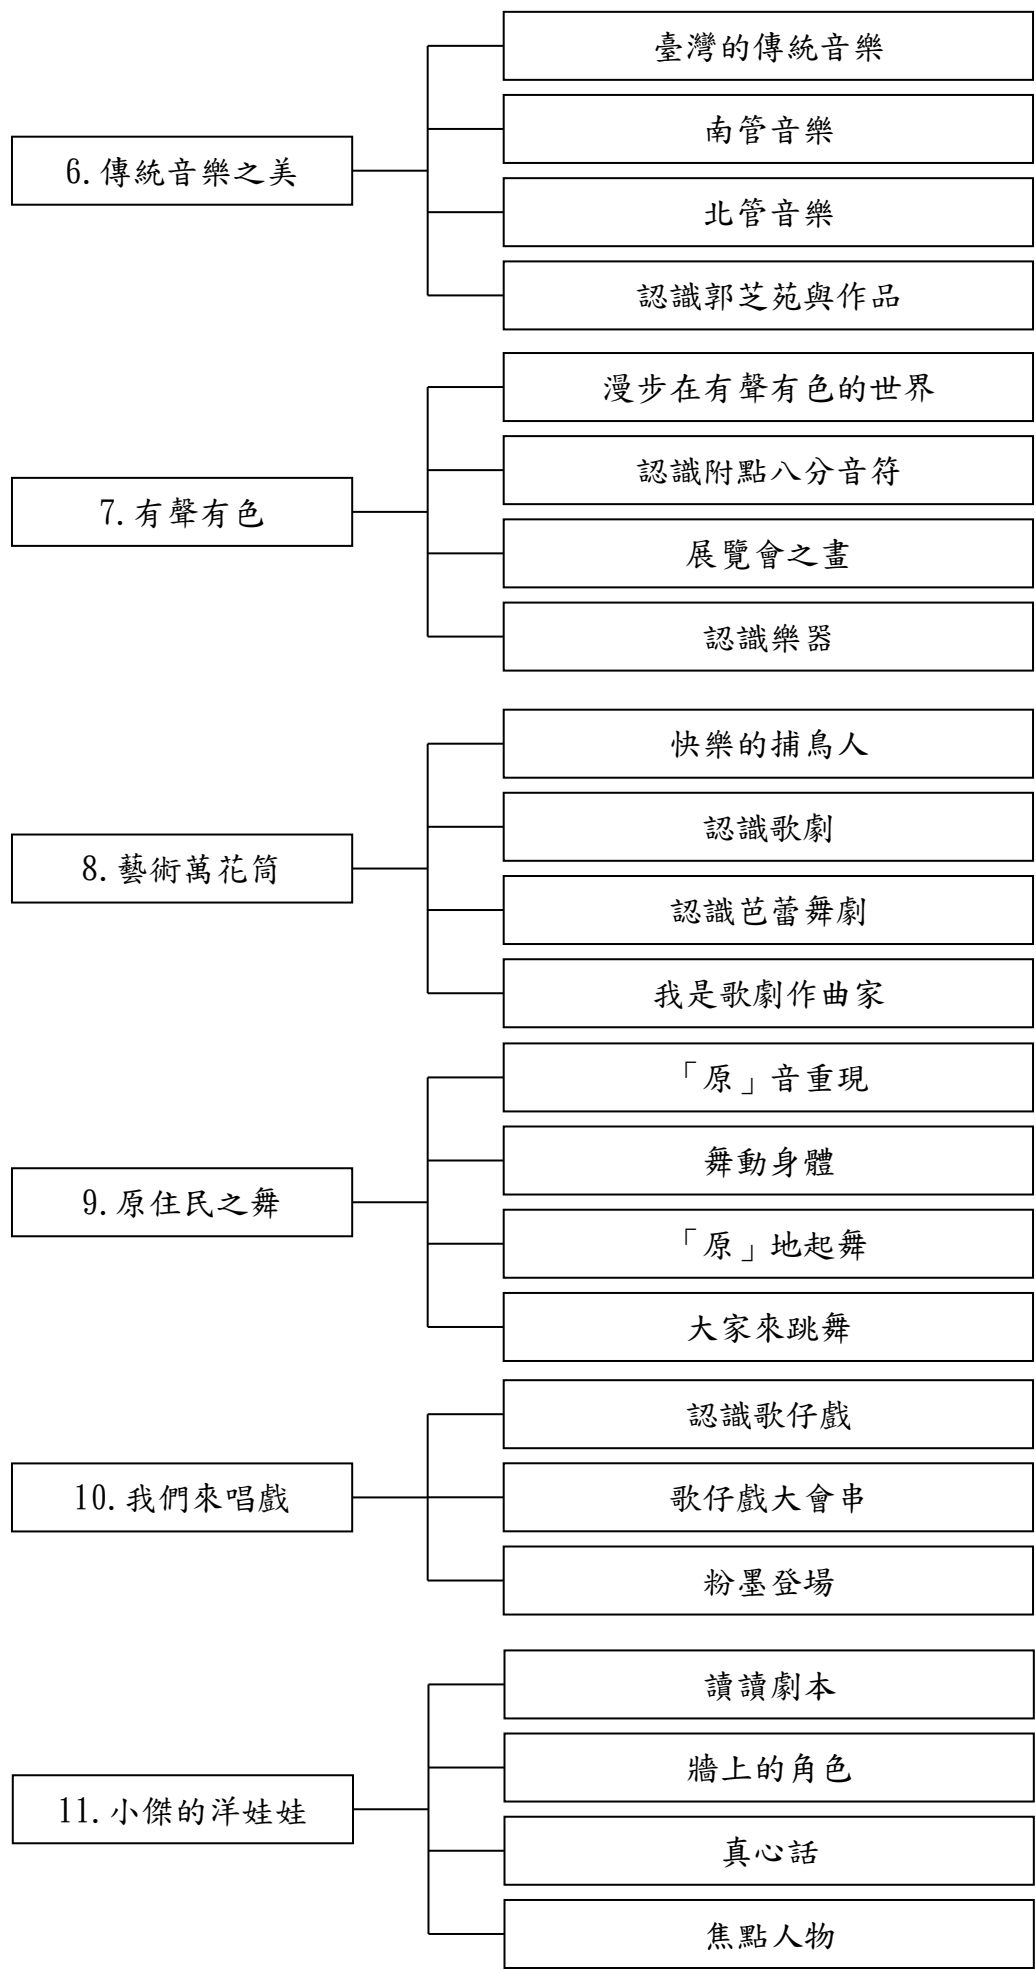 6.傳統音樂之美
臺灣的傳統音樂
南管音樂
北管音樂
認識郭芝苑與作品
7.有聲有色
漫步在有聲有色的世界
認識附點八分音符
展覽會之畫
認識樂器
8.藝術萬花筒
快樂的捕鳥人
認識歌劇
認識芭蕾舞劇
我是歌劇作曲家
9.原住民之舞
「原」音重現
舞動身體
「原」地起舞
大家來跳舞
10.我們來唱戲
認識歌仔戲
歌仔戲大會串
粉墨登場
11.小傑的洋娃娃
讀讀劇本
牆上的角色
真心話
焦點人物